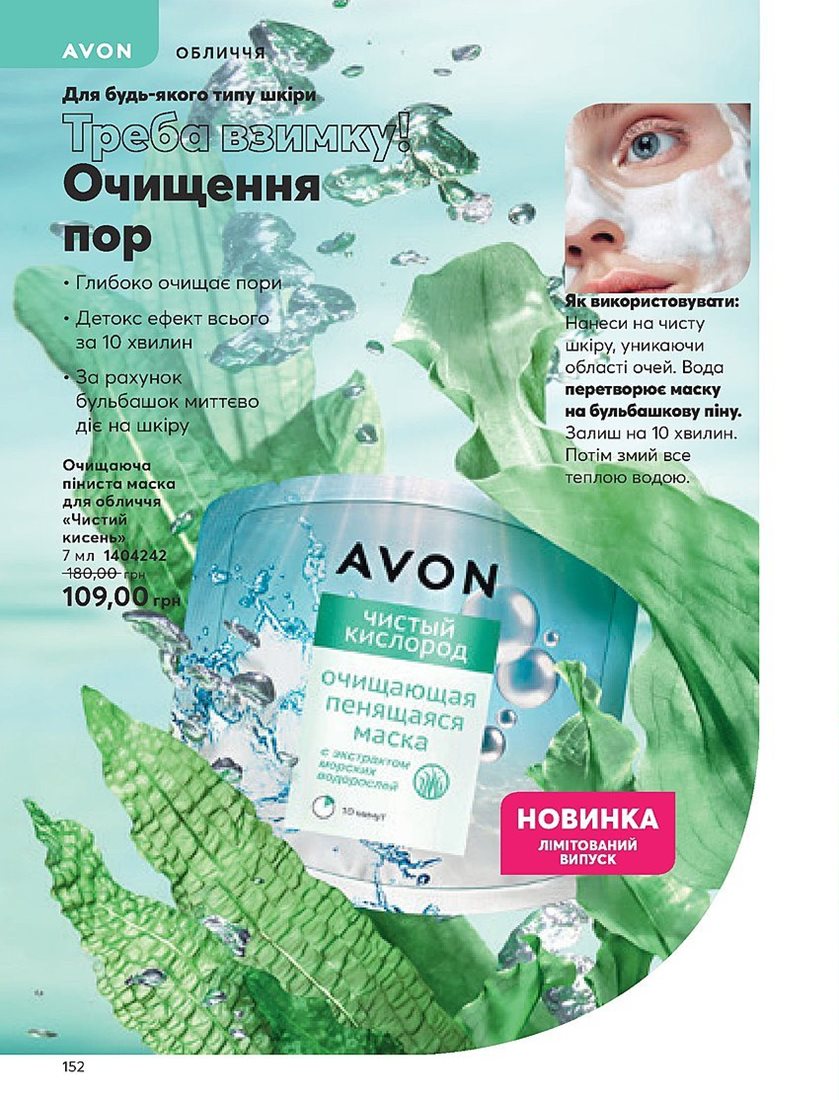 AVON
ОБЛИЧЧЯ
Для будь-якого типу шкіри
Треба взимку!
Очищення
пор
• Глибоко очищає пори
• Детокс ефект всього
за 10 хвилин
• За рахунок
бульбашок миттєво
діє на шкіру
Очищаюча
піниста маска
для обличчя
«Чистий
кисень»
7 мл 1404242
180,00 грн
109,00 грн
Як використовувати:
Нанеси на чисту
шкіру, уникаючи
області очей. Вода
перетворює маску
на бульбашкову піну.
Залиш на 10 хвилин.
Потім змий все
теплою водою.
AVON
чистый
кислород
очищающая
пенящаяся
маска
с экстрактом
морских
водорослей
10 минут
НОВИНКА
ЛІМІТОВАНИЙ
ВИПУСК
152